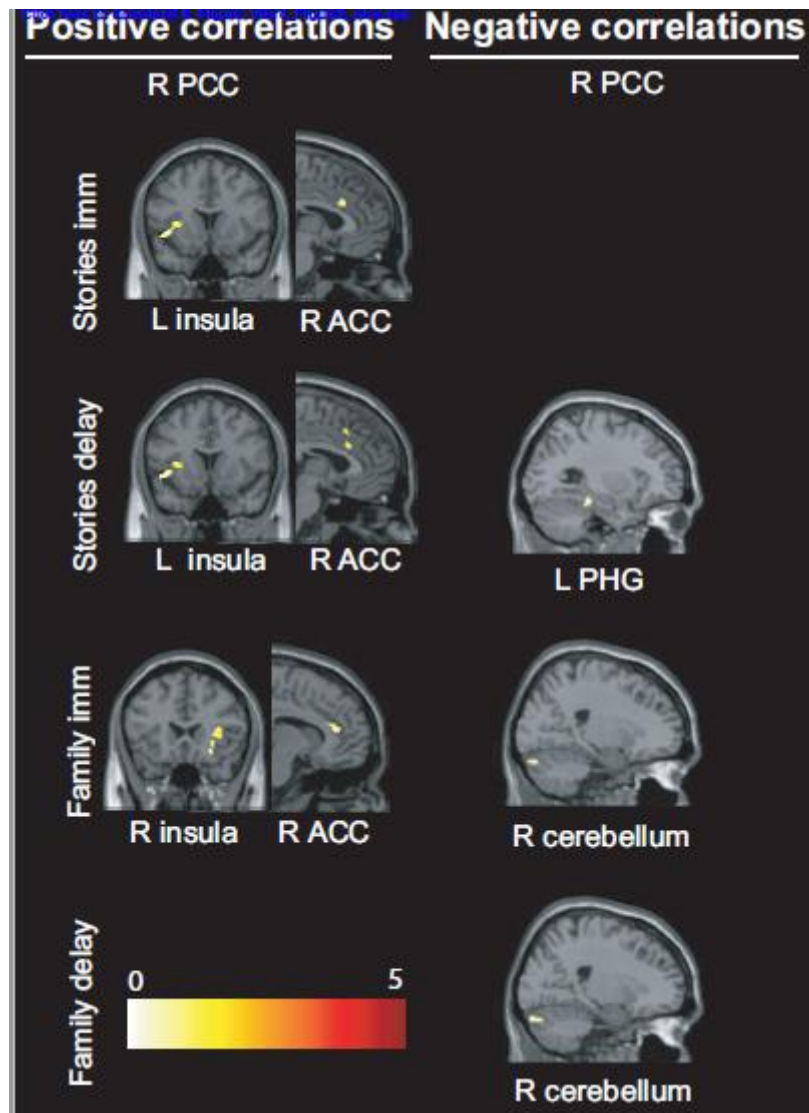 Positive correlations
Negative correlations
R PCC
R PCC
Stories imm
L insula
R ACC
Stories delay
L insula
R ACC
L PHG
Family imm
R insula
R ACC
R cerebellum
Family delay
0
5
R cerebellum